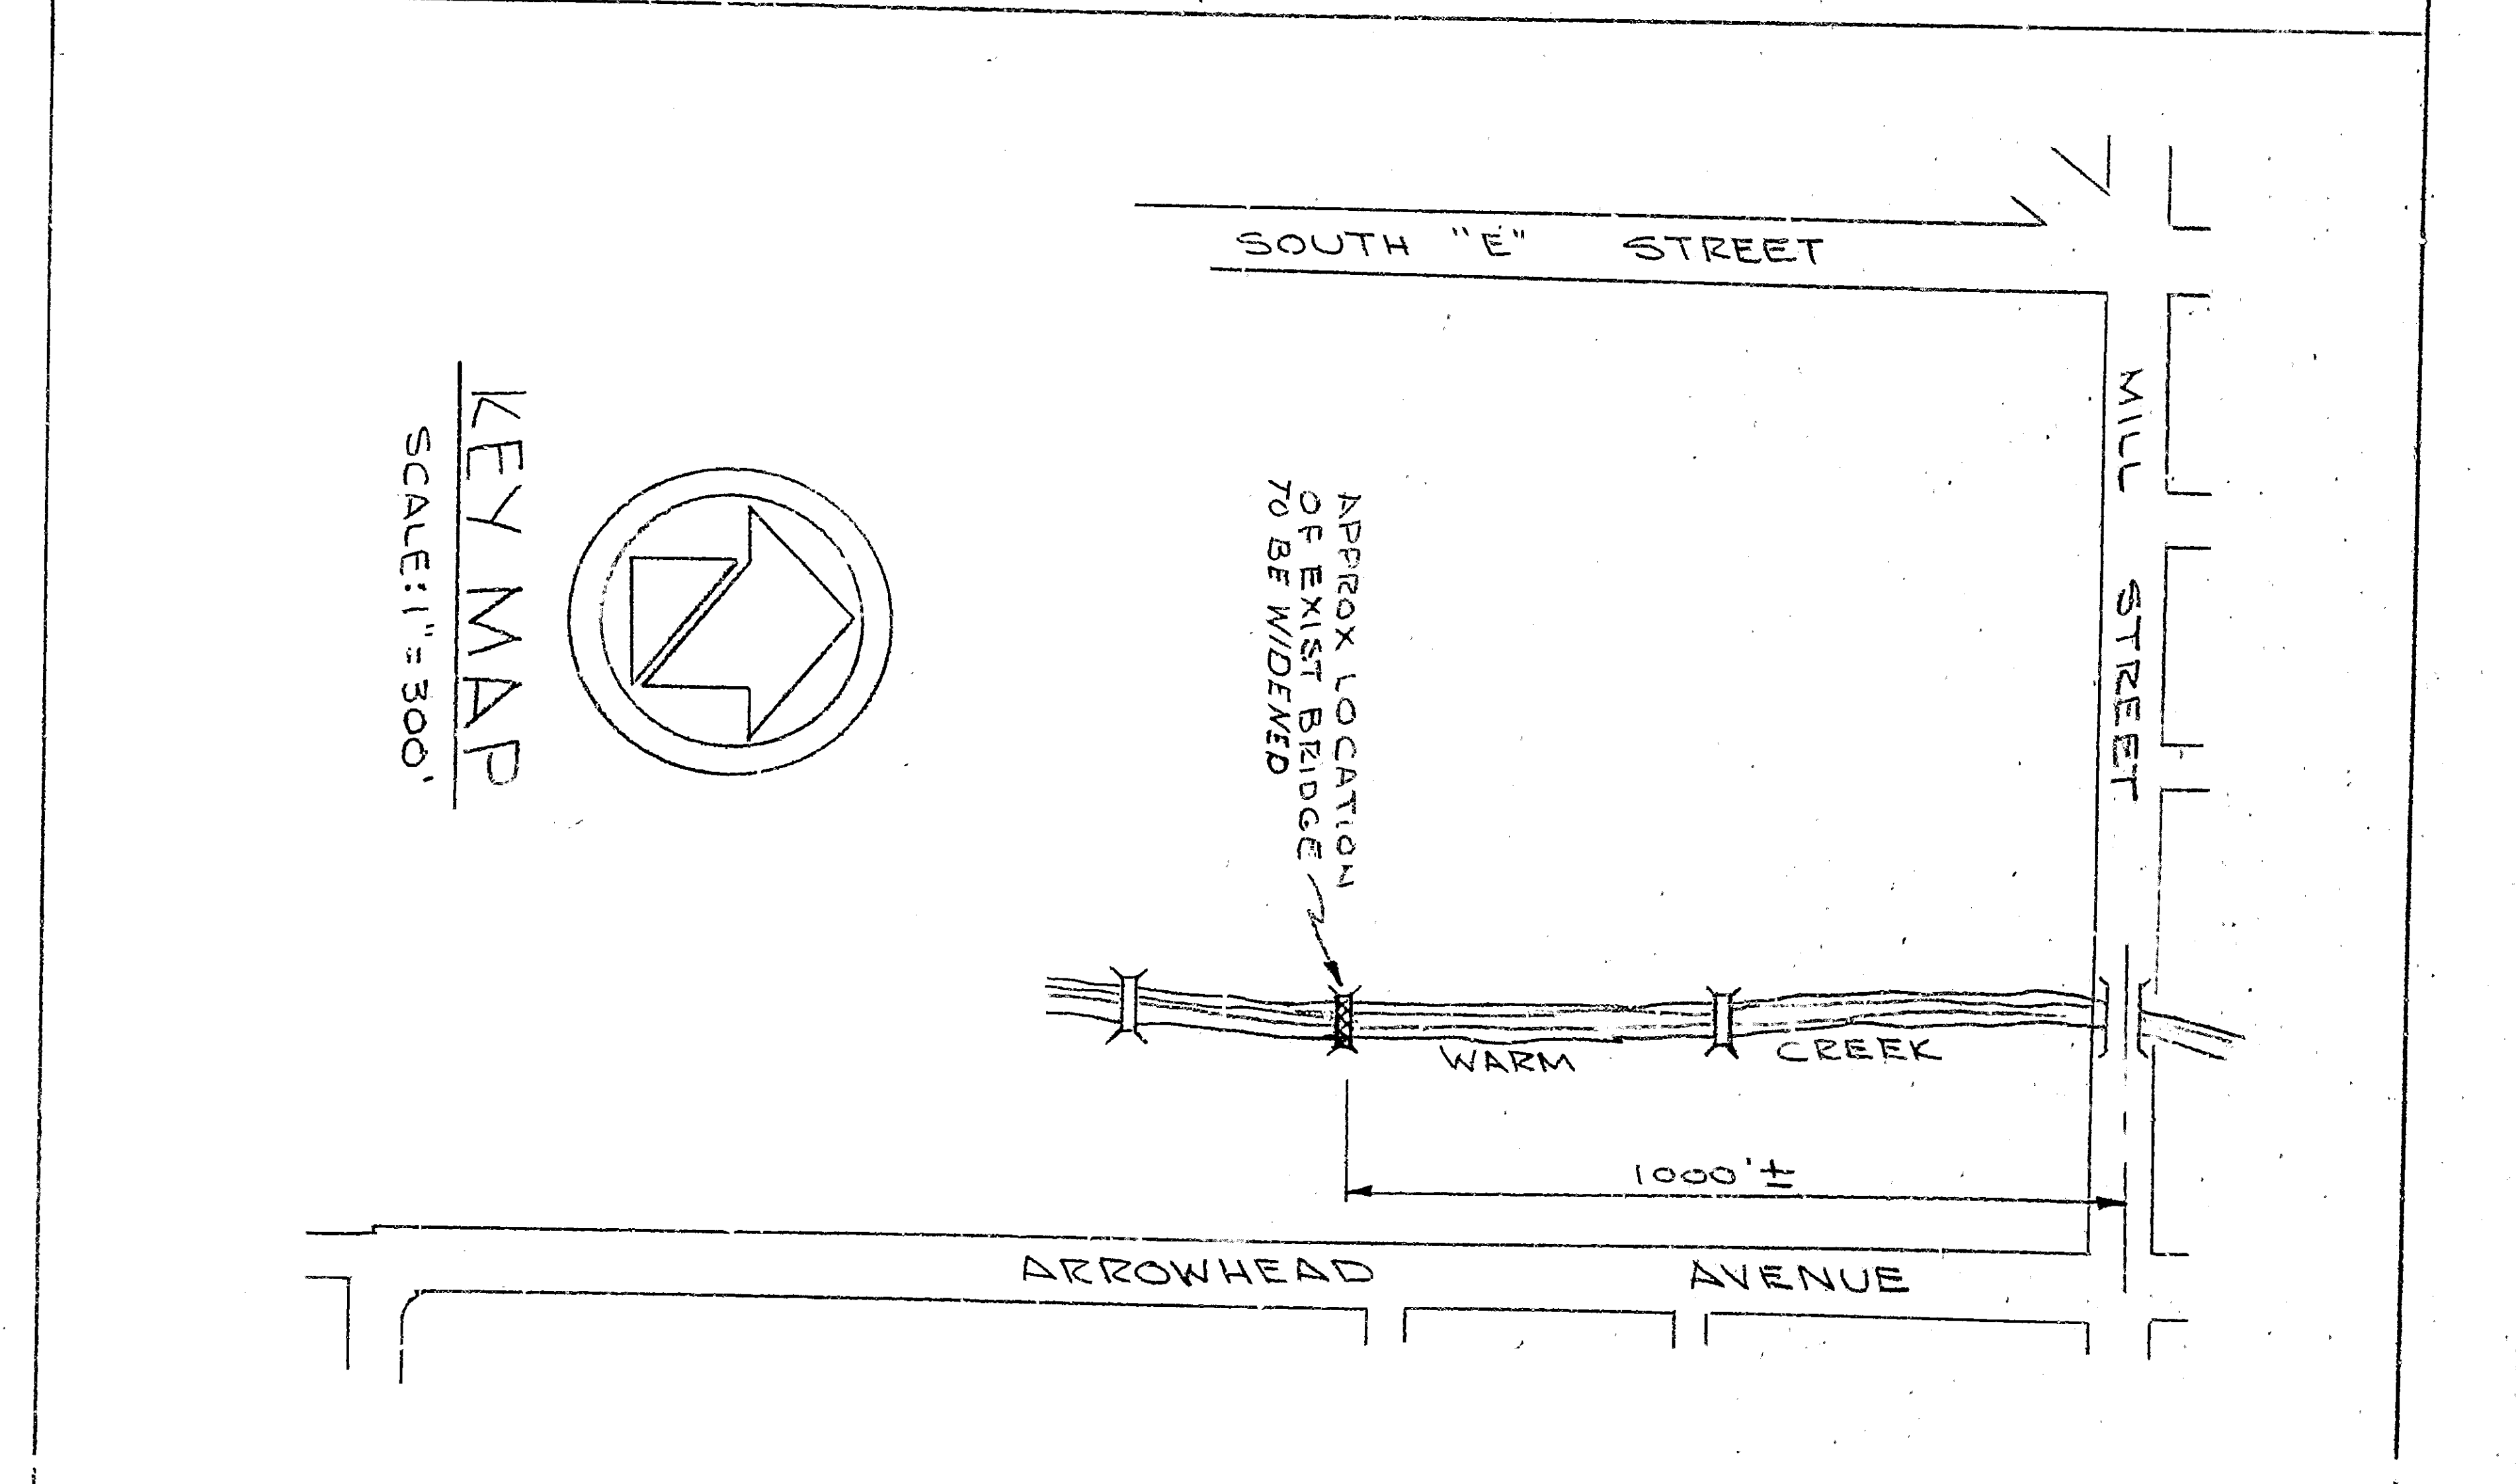 SOUTH "E" STREET
MILL STREET
APPROX LOCATION
OF EXIST BRIDGE
TO BE WIDENED
WARM CREEK
1000'±
ARROWHEAD AVENUE
KEY MAP
SCALE: 1" = 300'